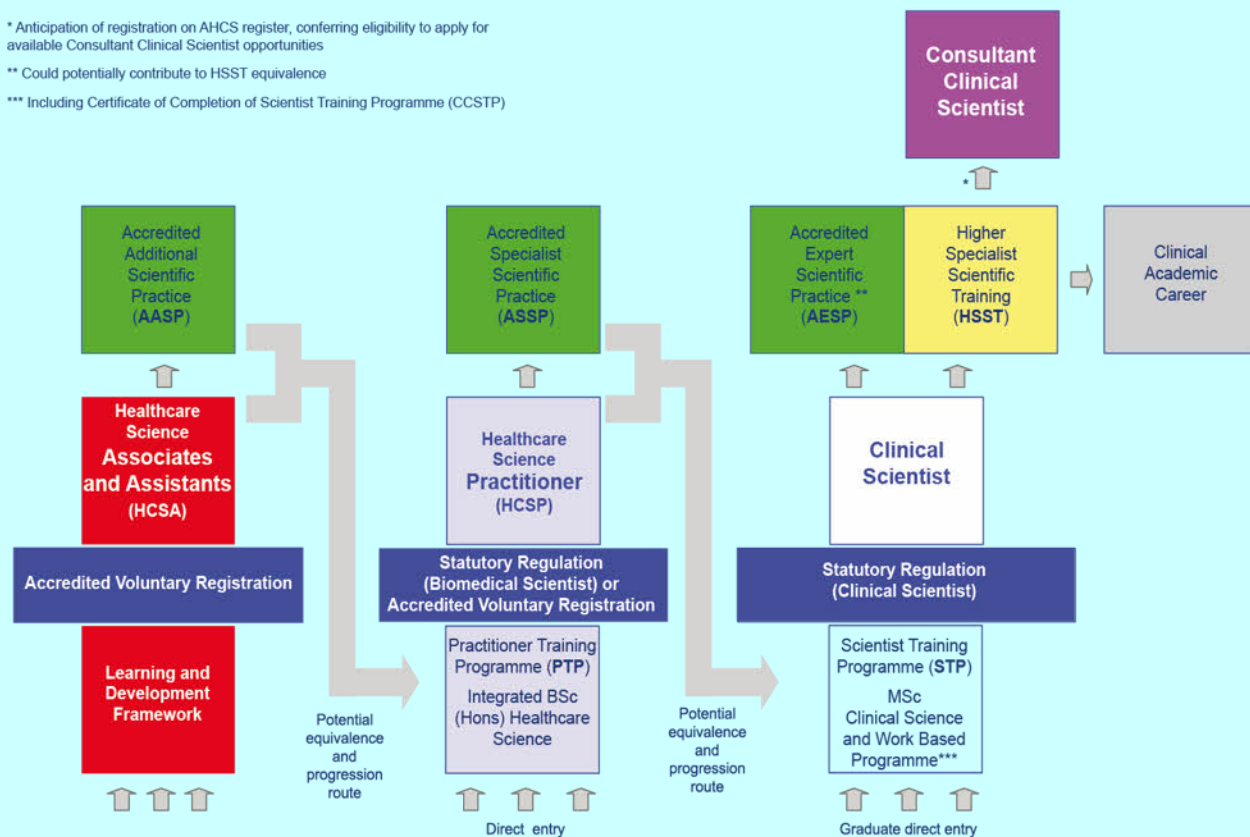 * Anticipation of registration on AHCS register, conferring eligibility to apply for
available Consultant Clinical Scientist opportunities
** Could potentially contribute to HSST equivalence
*** Including Certificate of Completion of Scientist Training Programme (CCSTP)
Consultant
Clinical
Scientist
*
Accredited
Additional
Scientific
Practice
(AASP)
Accredited
Specialist
Scientific
Practice
(ASSP)
Accredited
Expert
Scientific
Practice **
(AESP)
Higher
Specialist
Scientific
Training
(HSST)
Clinical
Academic
Career
Healthcare
Science
Associates
and Assistants
(HCSA)
Healthcare
Science
Practitioner
(HCSP)
Clinical
Scientist
Accredited Voluntary Registration
Statutory Regulation
(Biomedical Scientist) or
Accredited Voluntary Registration
Statutory Regulation
(Clinical Scientist)
Learning and
Development
Framework
Potential
equivalence
and
progression
route
Practitioner Training
Programme (PTP)
Integrated BSc
(Hons) Healthcare
Science
Potential
equivalence
and
progression
route
Scientist Training
Programme (STP)
MSc
Clinical Science
and Work Based
Programme***
Direct entry
Graduate direct entry